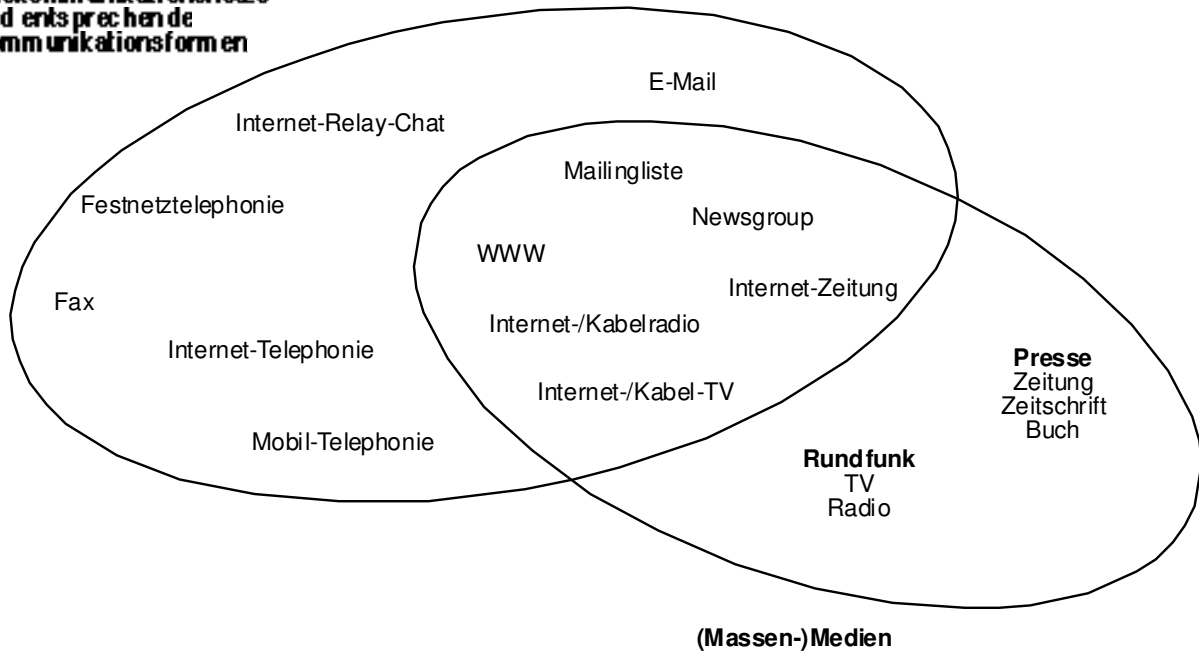 entsprechende
E-Mail
Internet-Relay-Chat
Mailingliste
Festnetztelephonie
Newsgroup
WWW
Internet-Zeitung
Fax
Internet-/Kabelradio
Internet-Telephonie
Presse
Zeitung
Zeitschrift
Buch
Internet-/Kabel-TV
Mobil-Telephonie
Rundfunk
TV
Radio
(Massen-)Medien